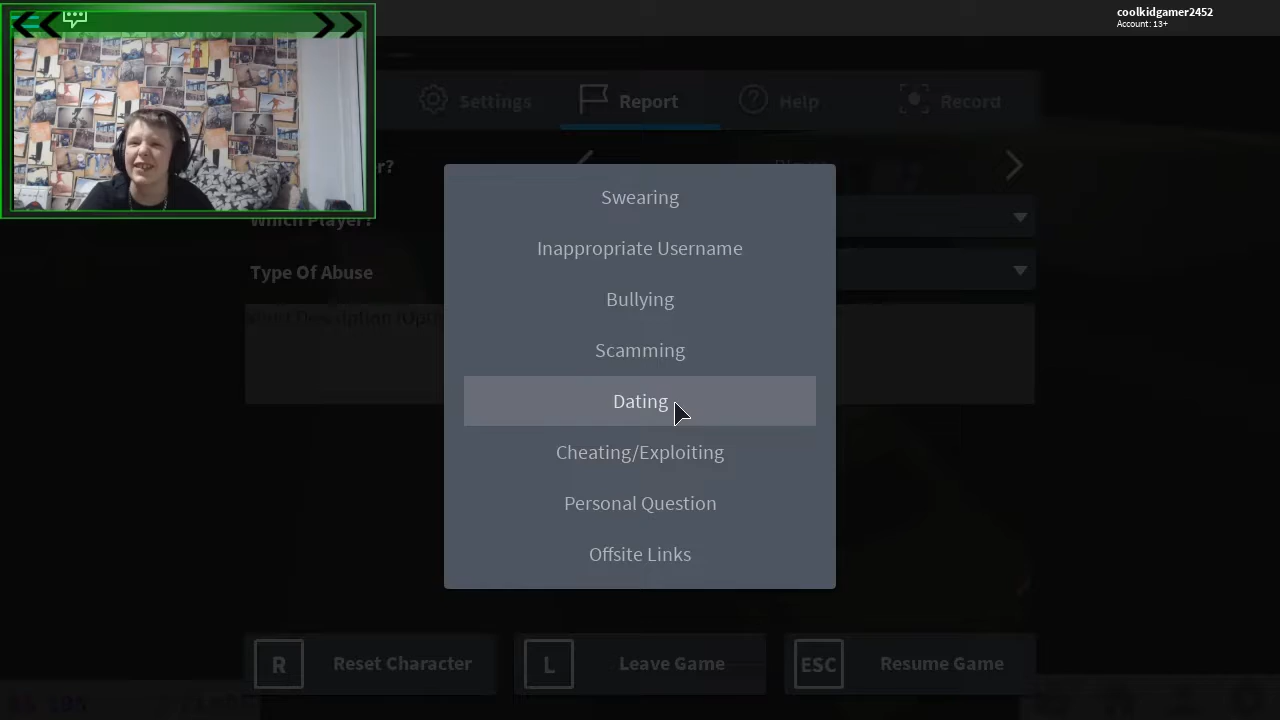 coolkidgamer2452
Account: 13+
Settings
Report
Help
Record
r?
Which Player?
Type Of Abuse
Swearing
Inappropriate Username
Bullying
Scamming
Dating
Cheating/Exploiting
Personal Question
Offsite Links
R Reset Character
L Leave Game
ESC Resume Game